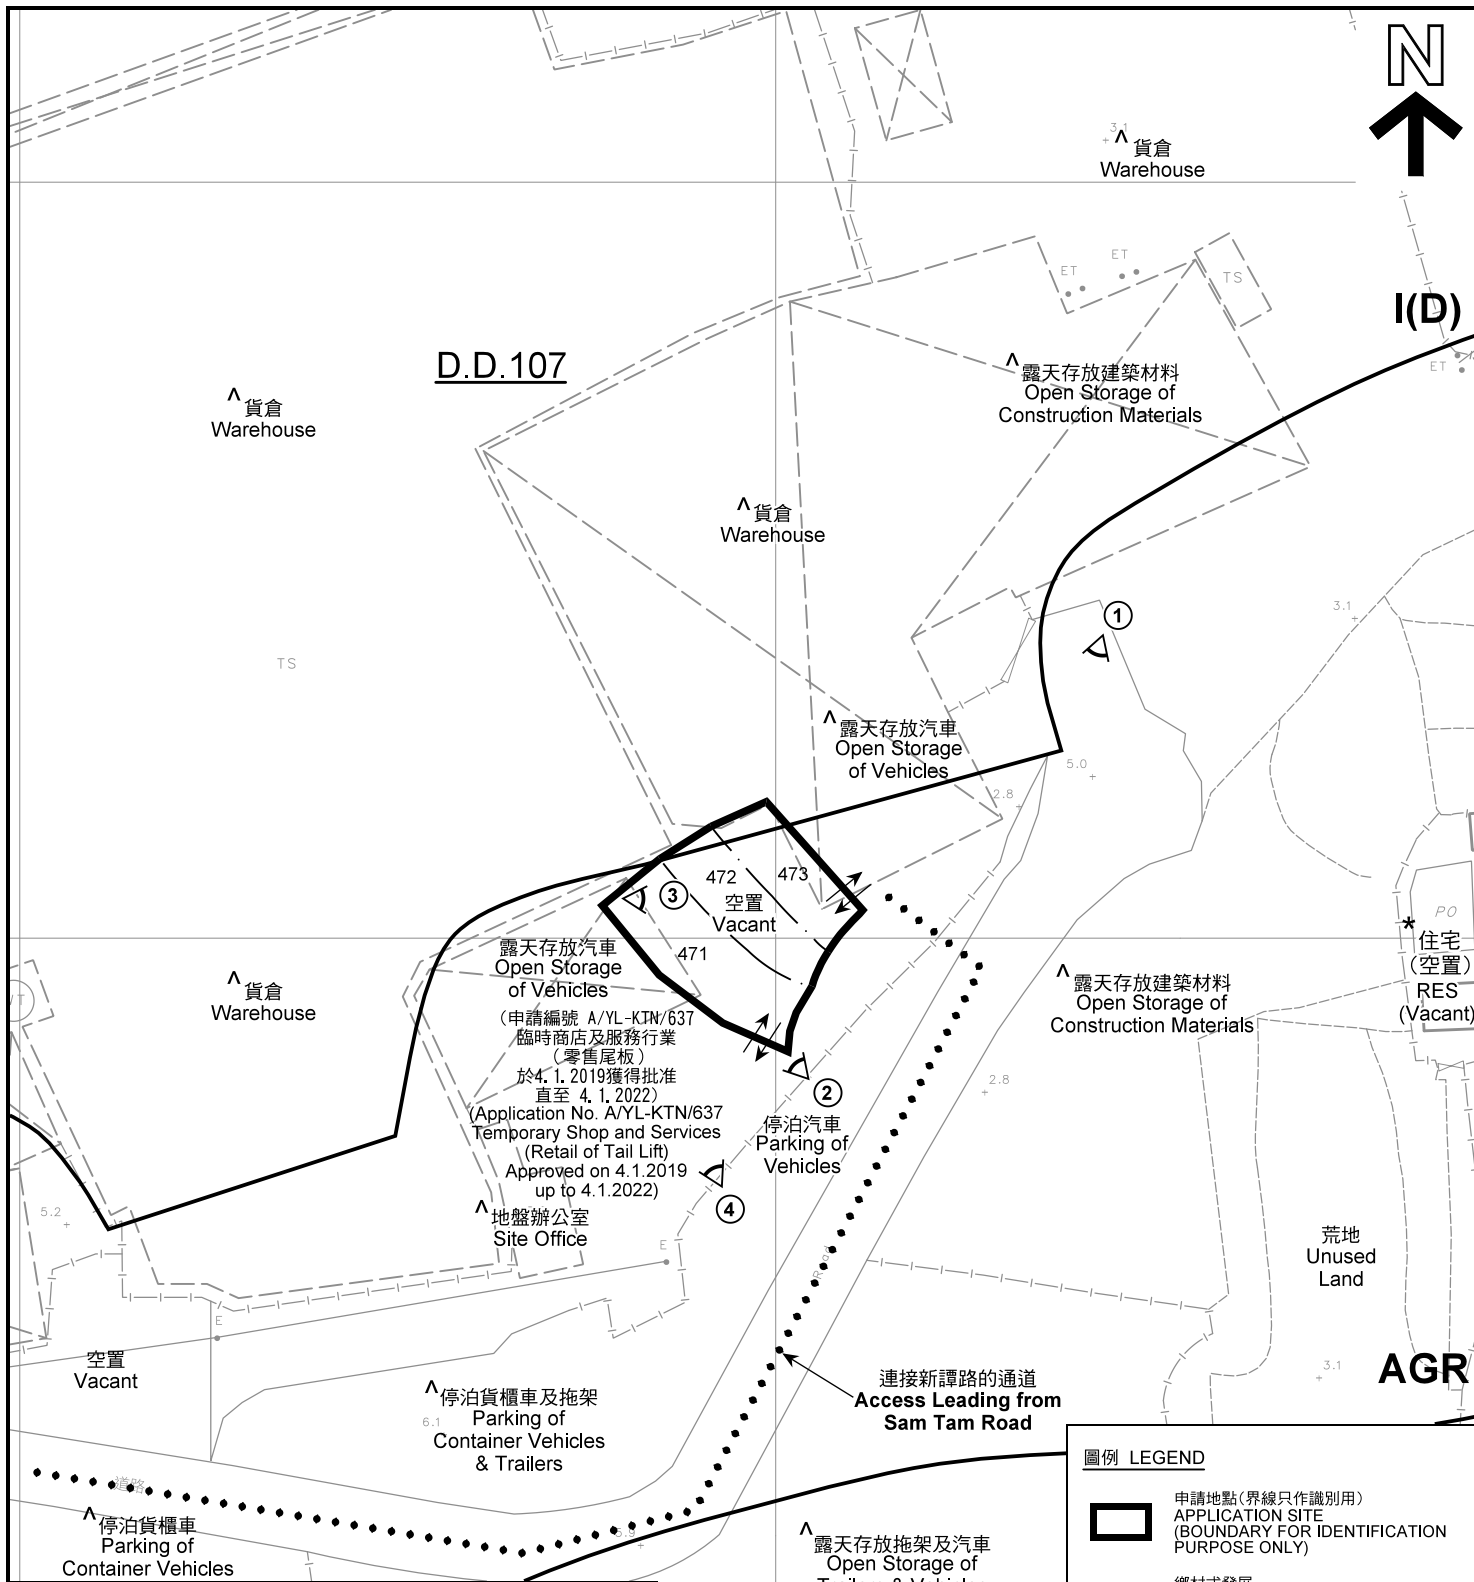 N
3.1
^ 貨倉
Warehouse
ET
ET
TS
I(D)
ET
D.D.107
^ 露天存放建築材料
Open Storage of
Construction Materials
^ 貨倉
Warehouse
^ 貨倉
Warehouse
1
3.1
TS
^ 露天存放汽車
Open Storage
of Vehicles
5.0
2.8
472
473
3
空置
Vacant
471
PO
* 住宅
(空置)
RES
(Vacant)
露天存放汽車
Open Storage
of Vehicles
(申請編號 A/YL-KTN/637
臨時商店及服務行業
(零售尾板)
於4.1.2019獲得批准
直至 4.1.2022)
(Application No. A/YL-KTN/637
Temporary Shop and Services
(Retail of Tail Lift)
Approved on 4.1.2019
up to 4.1.2022)
^ 貨倉
Warehouse
^ 露天存放建築材料
Open Storage of
Construction Materials
2.8
2
停泊汽車
Parking of
Vehicles
4
5.2
^ 地盤辦公室
Site Office
E
Road
荒地
Unused
Land
E
空置
Vacant
3.1
AGR
^ 停泊貨櫃車及拖架
Parking of
Container Vehicles
& Trailers
6.1
連接新譚路的通道
Access Leading from
Sam Tam Road
道路
^ 停泊貨櫃車
Parking of
Container Vehicles
5.9
^ 露天存放拖架及汽車
Open Storage of
Trailers & Vehicles
圖例 LEGEND
申請地點(界線只作識別用)
APPLICATION SITE
(BOUNDARY FOR IDENTIFICATION
PURPOSE ONLY)
鄉村式發展